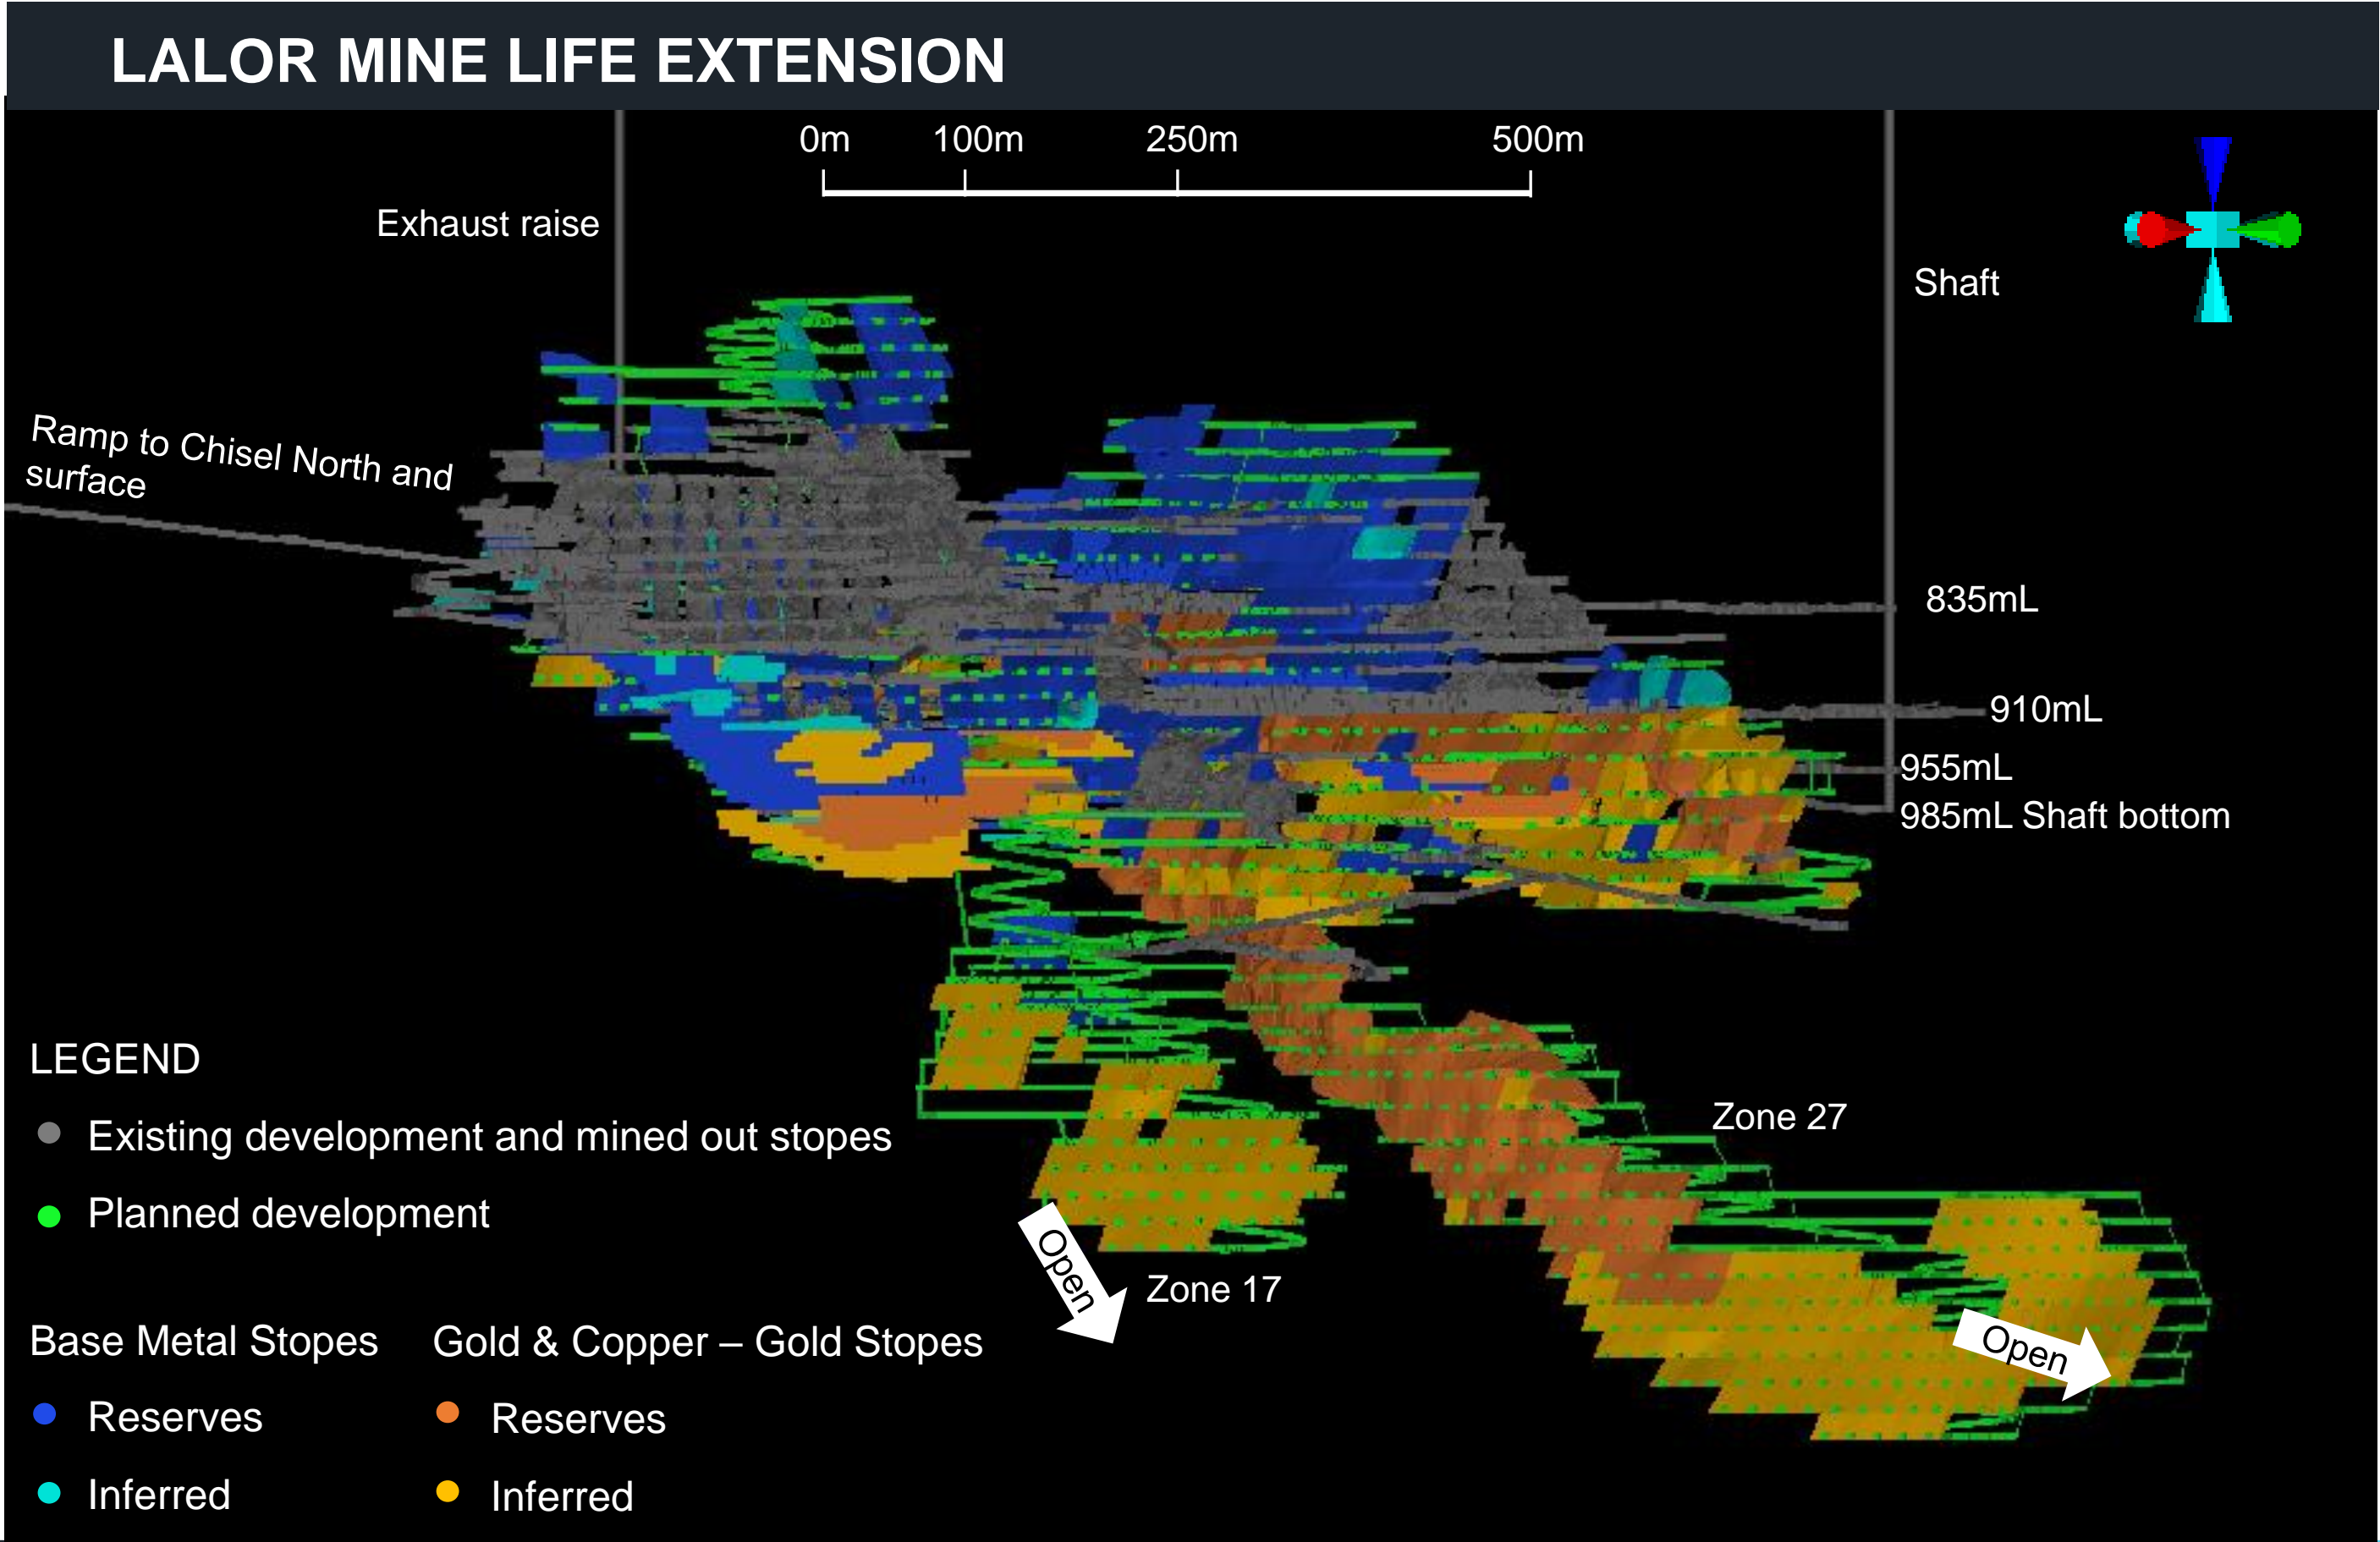 LALOR MINE LIFE EXTENSION
0m 100m 250m 500m
Exhaust raise
Shaft
Ramp to Chisel North and
surface
835mL
910mL
955mL
985mL Shaft bottom
Zone 27
Open
Zone 17
Open
LEGEND
Existing development and mined out stopes
Planned development
Base Metal Stopes
Reserves
Inferred
Gold & Copper – Gold Stopes
Reserves
Inferred